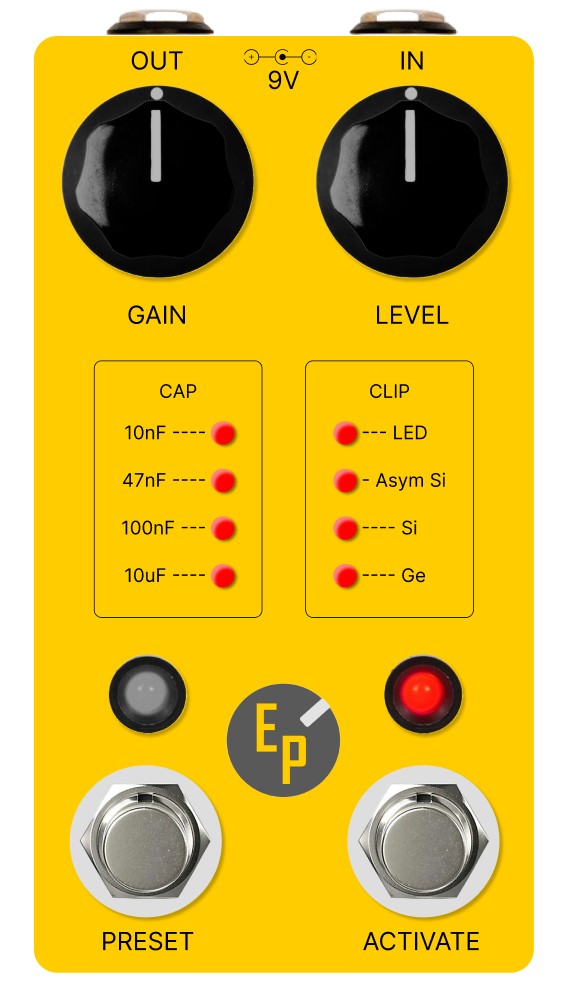 OUT
IN
+ -
9V
GAIN
LEVEL
CAP
10nF ----
47nF ----
100nF ---
10uF ----
CLIP
--- LED
- Asym Si
---- Si
---- Ge
EP
PRESET
ACTIVATE